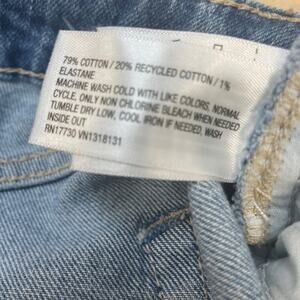 79% COTTON / 20% RECYCLED COTTON / 1%
ELASTANE
MACHINE WASH COLD WITH LIKE COLORS, NORMAL
CYCLE, ONLY NON CHLORINE BLEACH WHEN NEEDED
TUMBLE DRY LOW, COOL IRON IF NEEDED, WASH
INSIDE OUT
RN17730 VN1318131